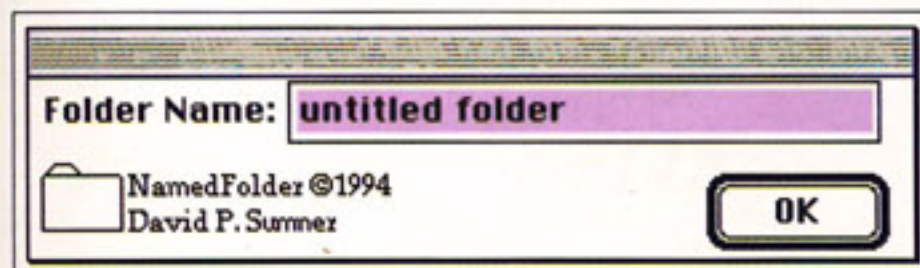 Folder Name: untitled folder
NamedFolder ©1994
David P. Sumner
OK